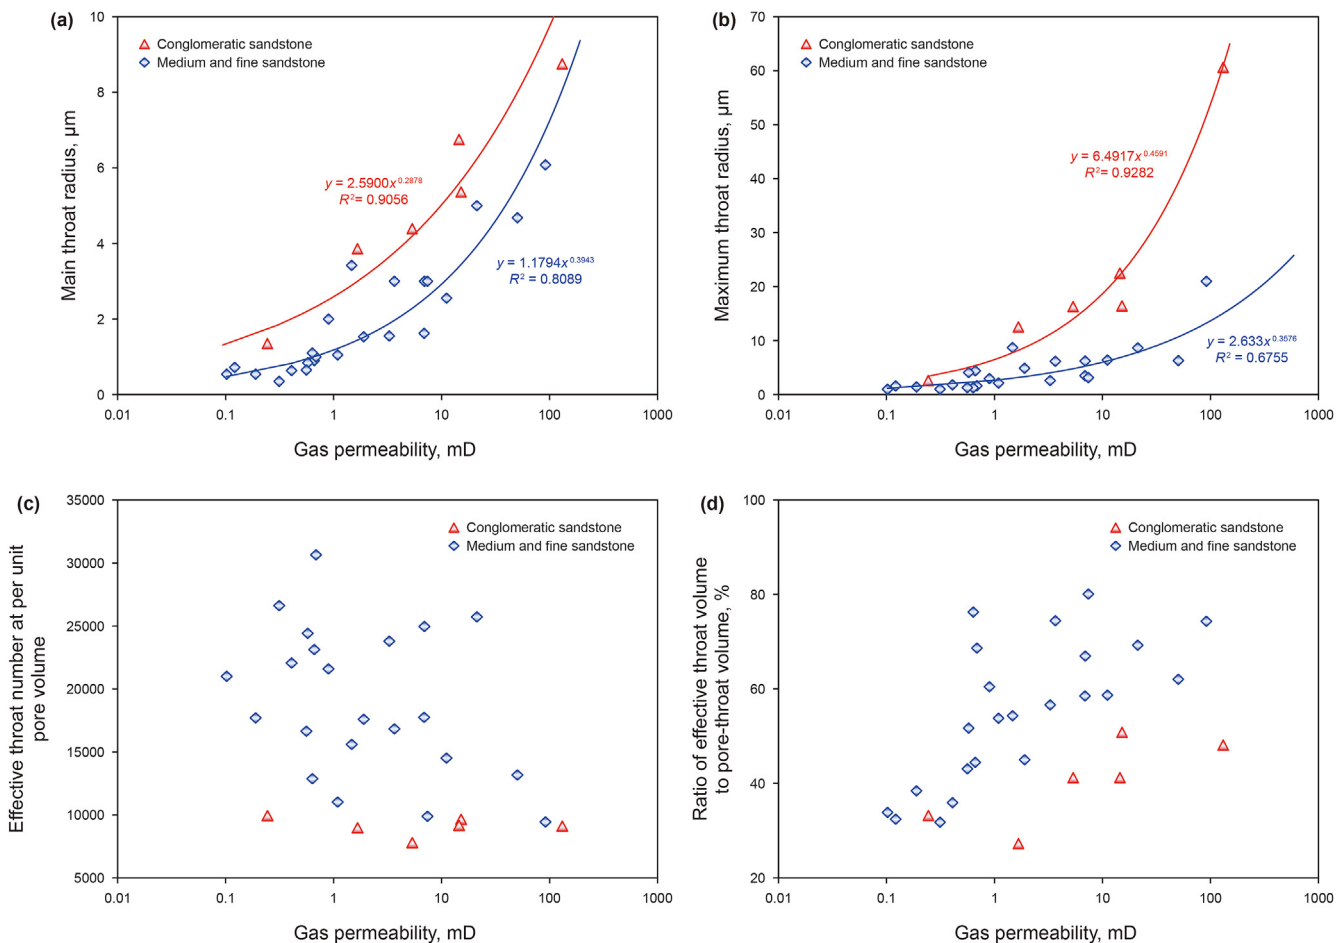 (a)
Main throat radius, μm
10
8
6
4
2
0
Conglomeratic sandstone
Medium and fine sandstone
y = 2.5900x^0.2878
R² = 0.9056
y = 1.1794x^0.3943
R² = 0.8089
0.01 0.1 1 10 100 1000
Gas permeability, mD
(b)
Maximum throat radius, μm
70
60
50
40
30
20
10
0
Conglomeratic sandstone
Medium and fine sandstone
y = 6.4917x^0.4591
R² = 0.9282
y = 2.633x^0.3576
R² = 0.6755
0.01 0.1 1 10 100 1000
Gas permeability, mD
(c)
Effective throat number at per unit
pore volume
35000
30000
25000
20000
15000
10000
5000
Conglomeratic sandstone
Medium and fine sandstone
0.01 0.1 1 10 100 1000
Gas permeability, mD
(d)
Ratio of effective throat volume
to pore-throat volume, %
100
80
60
40
20
Conglomeratic sandstone
Medium and fine sandstone
0.01 0.1 1 10 100 1000
Gas permeability, mD